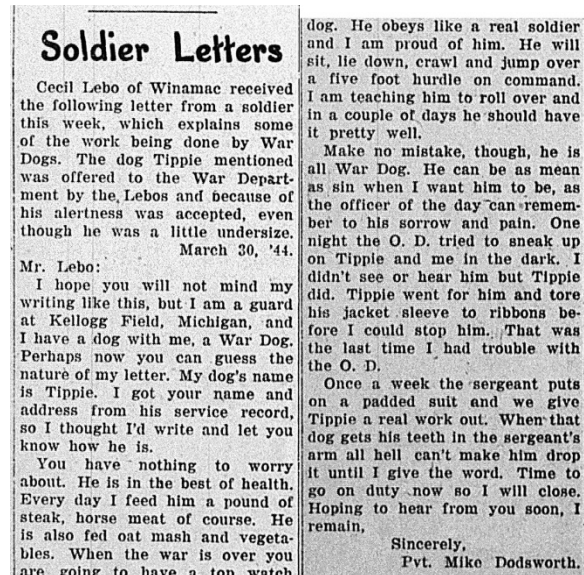 Soldier Letters
Cecil Lebo of Winamac received
the following letter from a soldier
this week, which explains some
of the work being done by War
Dogs. The dog Tippie mentioned
was offered to the War Depart-
ment by the Lebos and because of
his alertness was accepted, even
though he was a little undersize.
March 30, '44.
Mr. Lebo:
I hope you will not mind my
writing like this, but I am a guard
at Kellogg Field, Michigan, and
I have a dog with me, a War Dog.
Perhaps now you can guess the
nature of my letter. My dog's name
is Tippie. I got your name and
address from his service record,
so I thought I'd write and let you
know how he is.
You have nothing to worry
about. He is in the best of health.
Every day I feed him a pound of
steak, horse meat of course. He
is also fed oat mash and vegeta-
bles. When the war is over you
are going to have a top watch
dog. He obeys like a real soldier
and I am proud of him. He will
sit, lie down, crawl and jump over
a five foot hurdle on command.
I am teaching him to roll over and
in a couple of days he should have
it pretty well.
Make no mistake, though, he is
all War Dog. He can be as mean
as sin when I want him to be, as
the officer of the day can remem-
ber to his sorrow and pain. One
night the O. D. tried to sneak up
on Tippie and me in the dark. I
didn't see or hear him but Tippie
did. Tippie went for him and tore
his jacket sleeve to ribbons be-
fore I could stop him. That was
the last time I had trouble with
the O. D.
Once a week the sergeant puts
on a padded suit and we give
Tippie a real work out. When that
dog gets his teeth in the sergeant's
arm all hell can't make him drop
it until I give the word. Time to
go on duty now so I will close.
Hoping to hear from you soon, I
remain,
Sincerely,
Pvt. Mike Dodsworth.